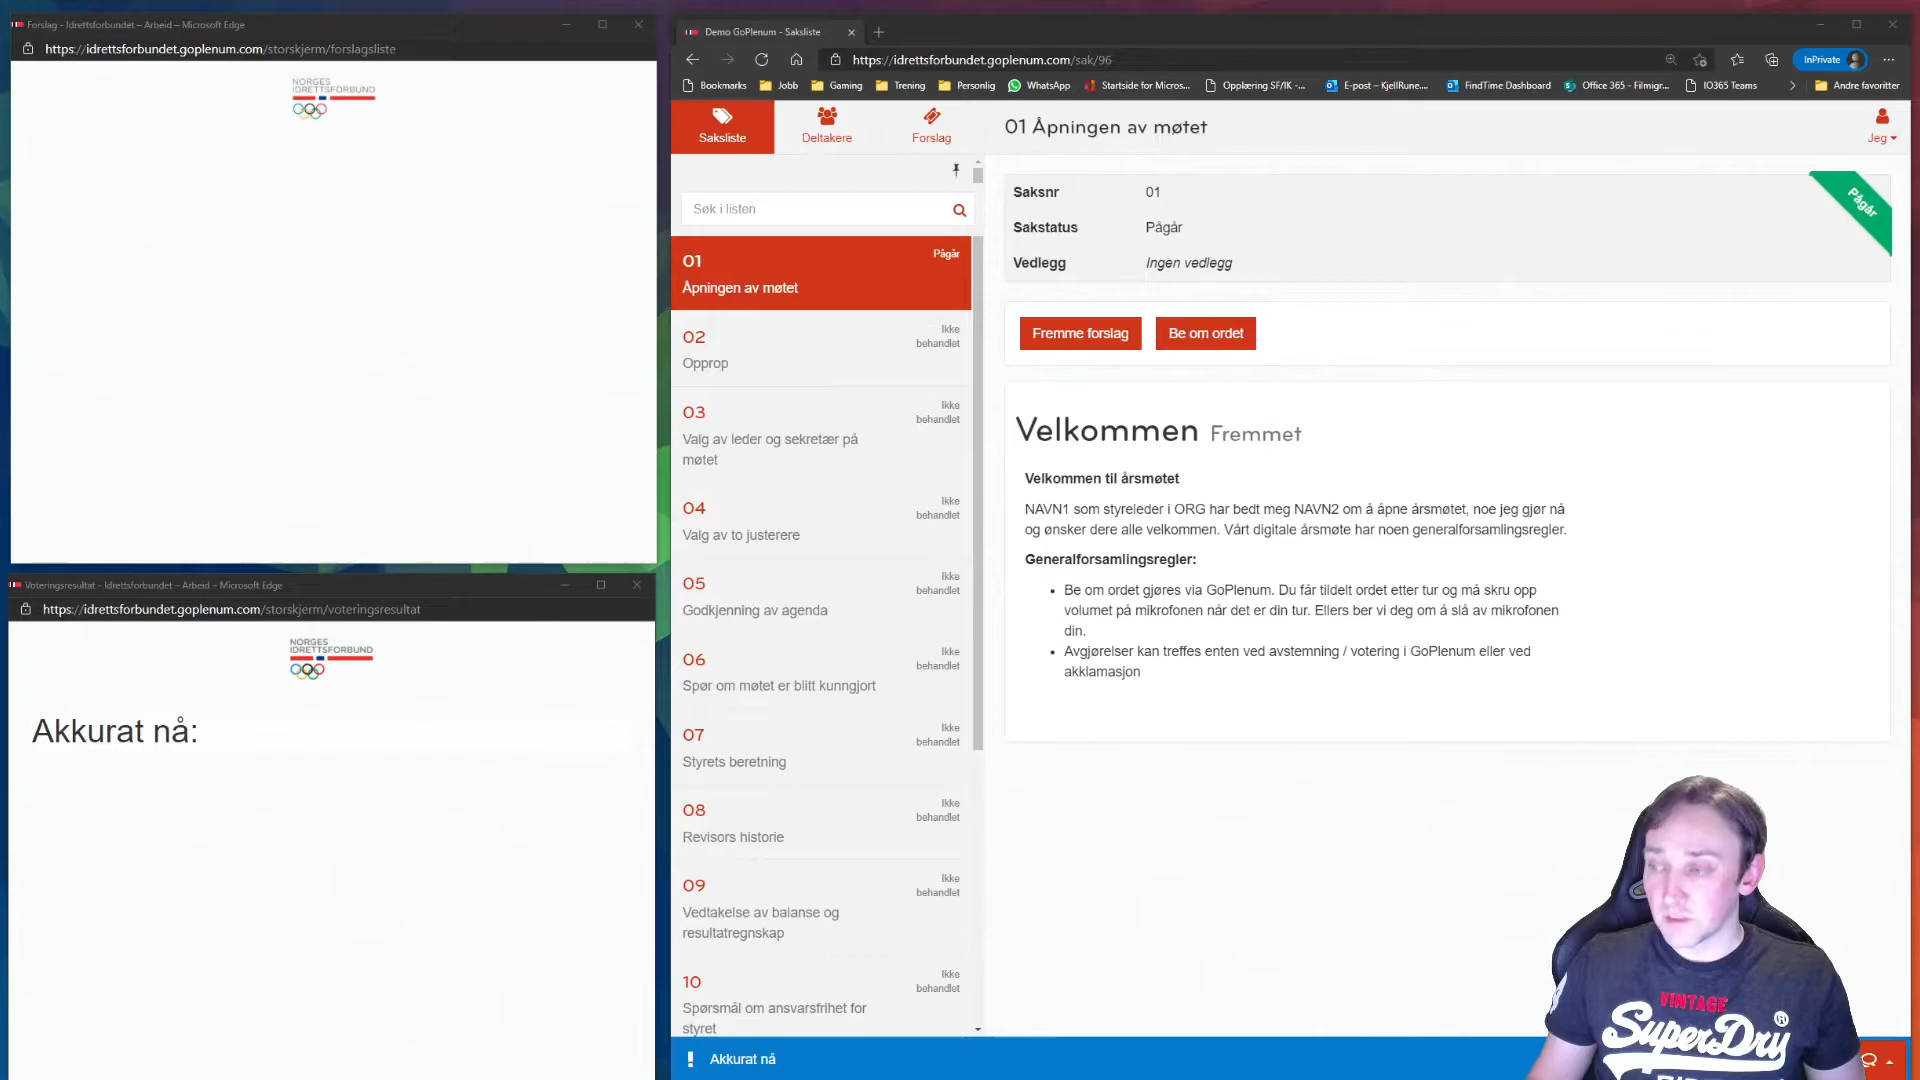 Forslag - Idrettsforbundet – Arbeid – Microsoft Edge
https://idrettsforbundet.goplenum.com/storskjerm/forslagsliste
NORGES
IDRETTSFORBUND
Voteringsresultat - Idrettsforbundet – Arbeid – Microsoft Edge
https://idrettsforbundet.goplenum.com/storskjerm/voteringsresultat
NORGES
IDRETTSFORBUND
Akkurat nå:
Demo GoPlenum - Saksliste
https://idrettsforbundet.goplenum.com/sak/96
InPrivate
Bookmarks Jobb Gaming Trening Personlig WhatsApp Startside for Micros... Opplæring SF/IK -... E-post – KjellRune.... FindTime Dashboard Office 365 - Filmigr... IO365 Teams Andre favoritter
Saksliste
Deltakere
Forslag
01 Åpningen av møtet
Jeg
Søk i listen
01
Pågår
Åpningen av møtet
02
Ikke
behandlet
Opprop
03
Ikke
behandlet
Valg av leder og sekretær på
møtet
04
Ikke
behandlet
Valg av to justerere
05
Ikke
behandlet
Godkjenning av agenda
06
Ikke
behandlet
Spør om møtet er blitt kunngjort
07
Ikke
behandlet
Styrets beretning
08
Ikke
behandlet
Revisors historie
09
Ikke
behandlet
Vedtakelse av balanse og
resultatregnskap
10
Ikke
behandlet
Spørsmål om ansvarsfrihet for
styret
Saksnr 01
Sakstatus Pågår
Vedlegg Ingen vedlegg
Pågår
Fremme forslag
Be om ordet
Velkommen Fremmet
Velkommen til årsmøtet
NAVN1 som styreleder i ORG har bedt meg NAVN2 om å åpne årsmøtet, noe jeg gjør nå
og ønsker dere alle velkommen. Vårt digitale årsmøte har noen generalforsamlingsregler.
Generalforsamlingsregler:
• Be om ordet gjøres via GoPlenum. Du får tildelt ordet etter tur og må skru opp
volumet på mikrofonen når det er din tur. Ellers ber vi deg om å slå av mikrofonen
din.
• Avgjørelser kan treffes enten ved avstemning / votering i GoPlenum eller ved
akklamasjon
Akkurat nå
VINTAGE
SuperDry
®